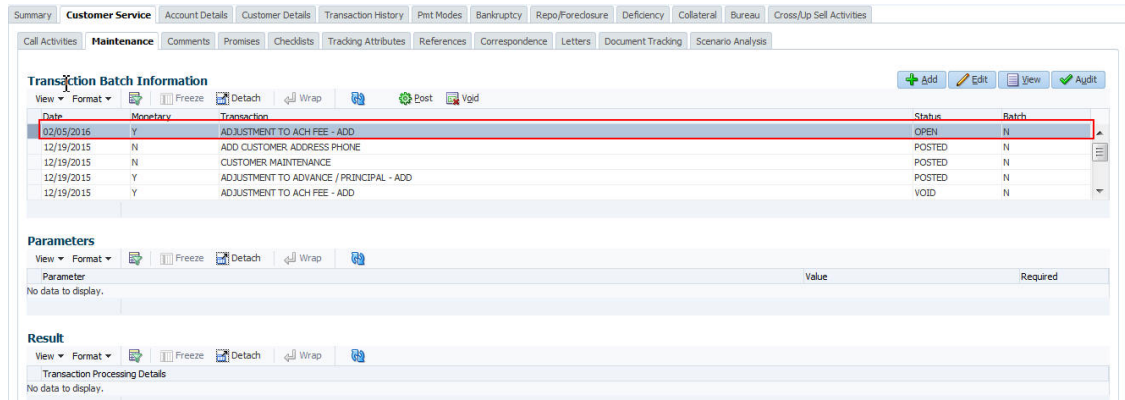 Summary Customer Service Account Details Customer Details Transaction History Pmt Modes Bankruptcy Repo/Foreclosure Deficiency Collateral Bureau Cross/Up Sell Activities
Call Activities Maintenance Comments Promises Checklists Tracking Attributes References Correspondence Letters Document Tracking Scenario Analysis
Transaction Batch Information Add Edit View Audit
View Format Freeze Detach Wrap Post Void
Date Monetary Transaction Status Batch
02/05/2016 Y ADJUSTMENT TO ACH FEE - ADD OPEN N
12/19/2015 N ADD CUSTOMER ADDRESS PHONE POSTED N
12/19/2015 N CUSTOMER MAINTENANCE POSTED N
12/19/2015 Y ADJUSTMENT TO ADVANCE / PRINCIPAL - ADD POSTED N
12/19/2015 Y ADJUSTMENT TO ACH FEE - ADD VOID N
Parameters
View Format Freeze Detach Wrap
Parameter Value Required
No data to display.
Result
View Format Freeze Detach Wrap
Transaction Processing Details
No data to display.